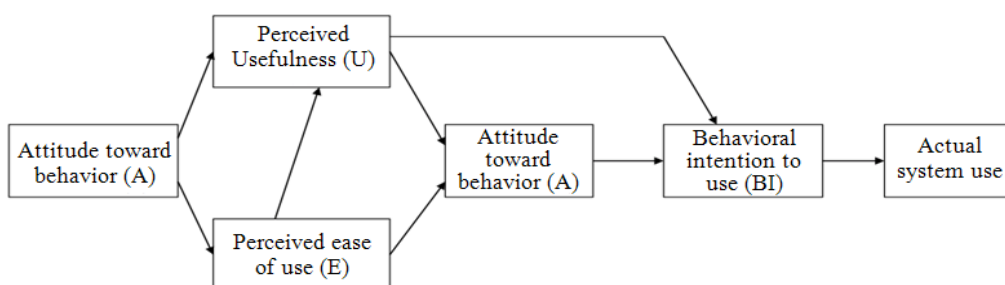 Perceived
Usefulness (U)
Attitude toward
behavior (A)
Attitude
toward
behavior (A)
Behavioral
intention to
use (BI)
Actual
system use
Perceived ease
of use (E)